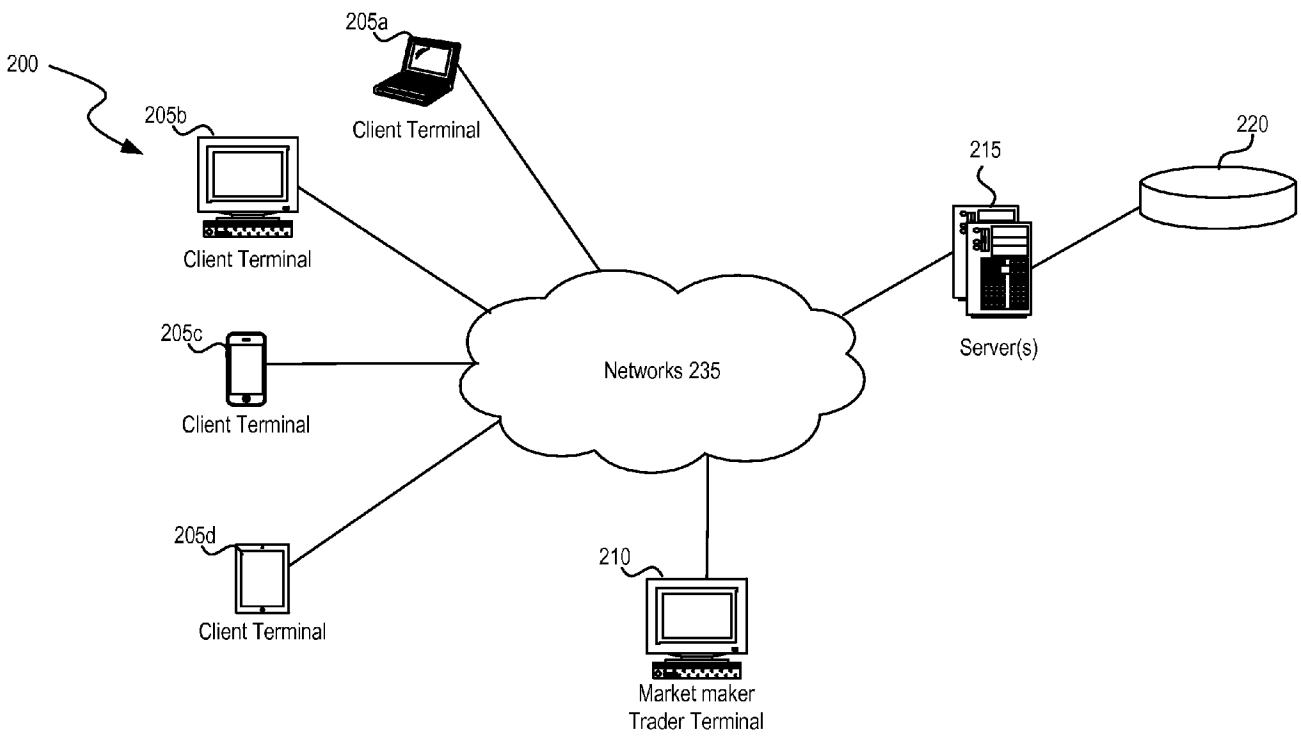 200
205a
Client Terminal
205b
Client Terminal
215
220
Server(s)
205c
Client Terminal
Networks 235
205d
Client Terminal
210
Market maker
Trader Terminal